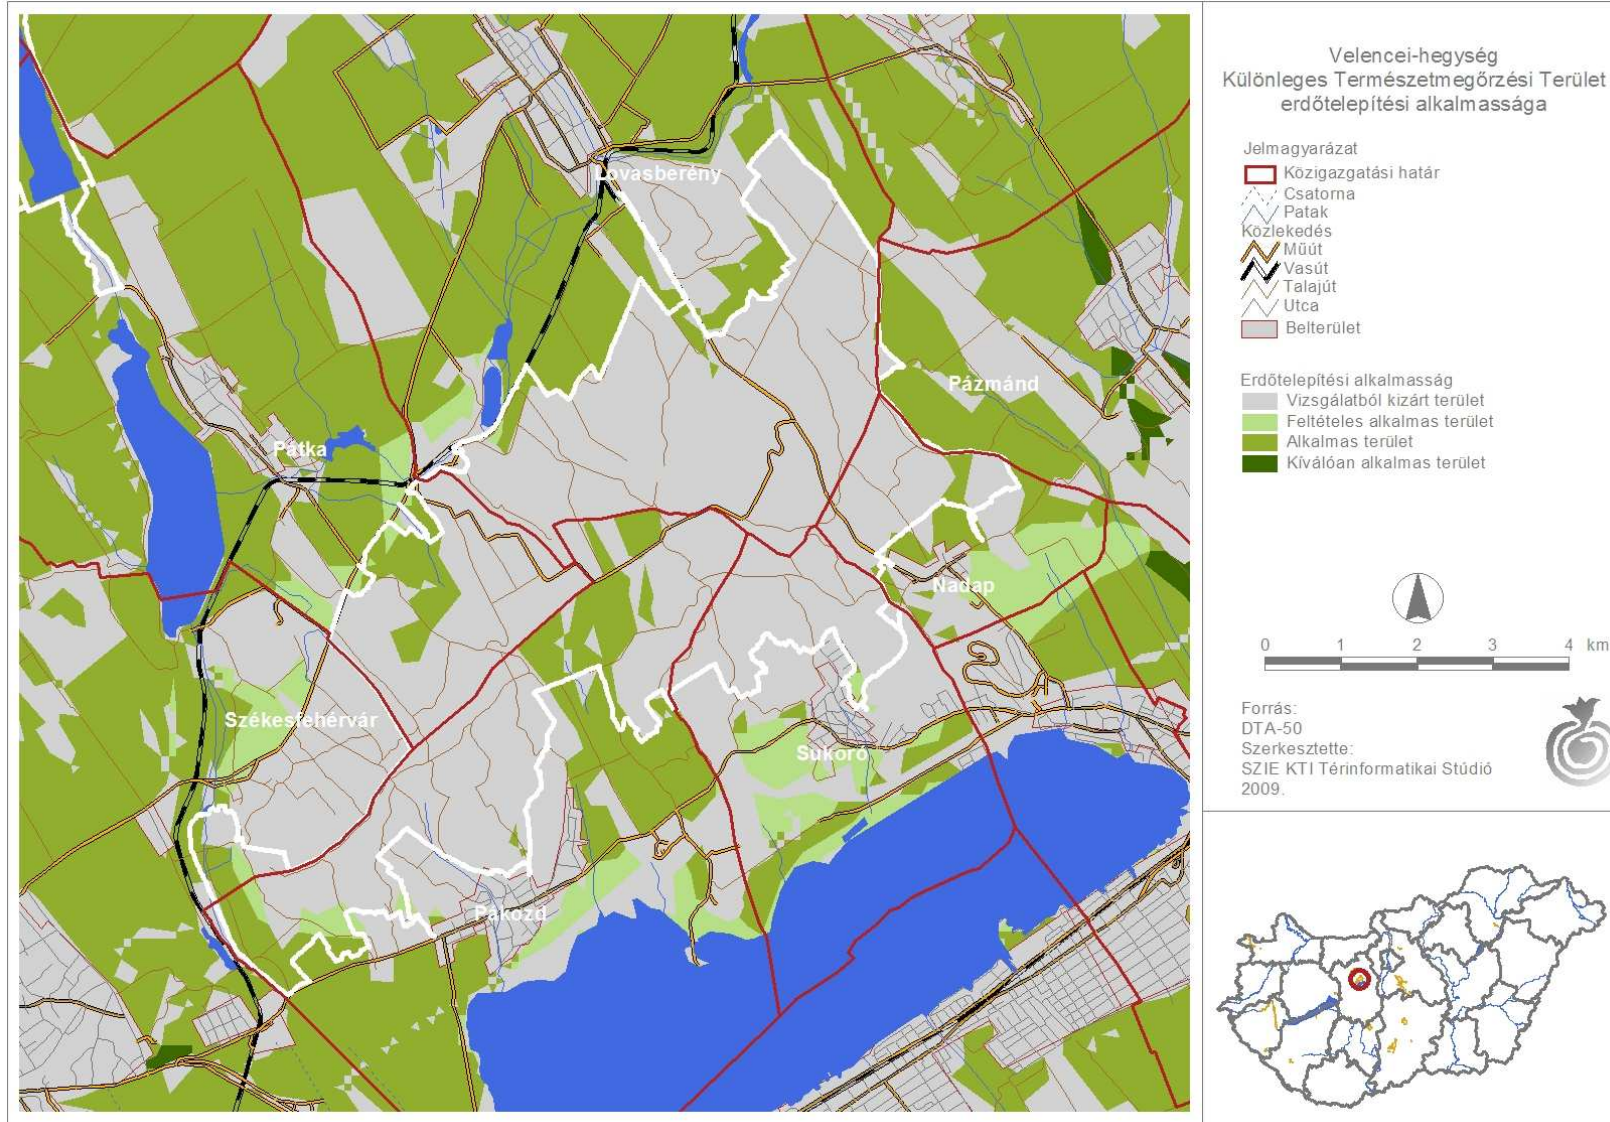 Velencei-hegység
Különleges Természetmegőrzési Terület
erdőtelepítési alkalmassága
Jelmagyarázat
Közigazgatási határ
Csatorna
Patak
Közlekedés
Műút
Vasút
Talajút
Utca
Belterület
Erdőtelepítési alkalmasság
Vizsgálatból kizárt terület
Feltételes alkalmas terület
Alkalmas terület
Kíválóan alkalmas terület
0 1 2 3 4 km
Forrás:
DTA-50
Szerkesztette:
SZIE KTI Térinformatikai Stúdió
2009.
Lovasberény
Pázmánd
Pátka
Nadap
Székesfehérvár
Sukoró
Pákozd